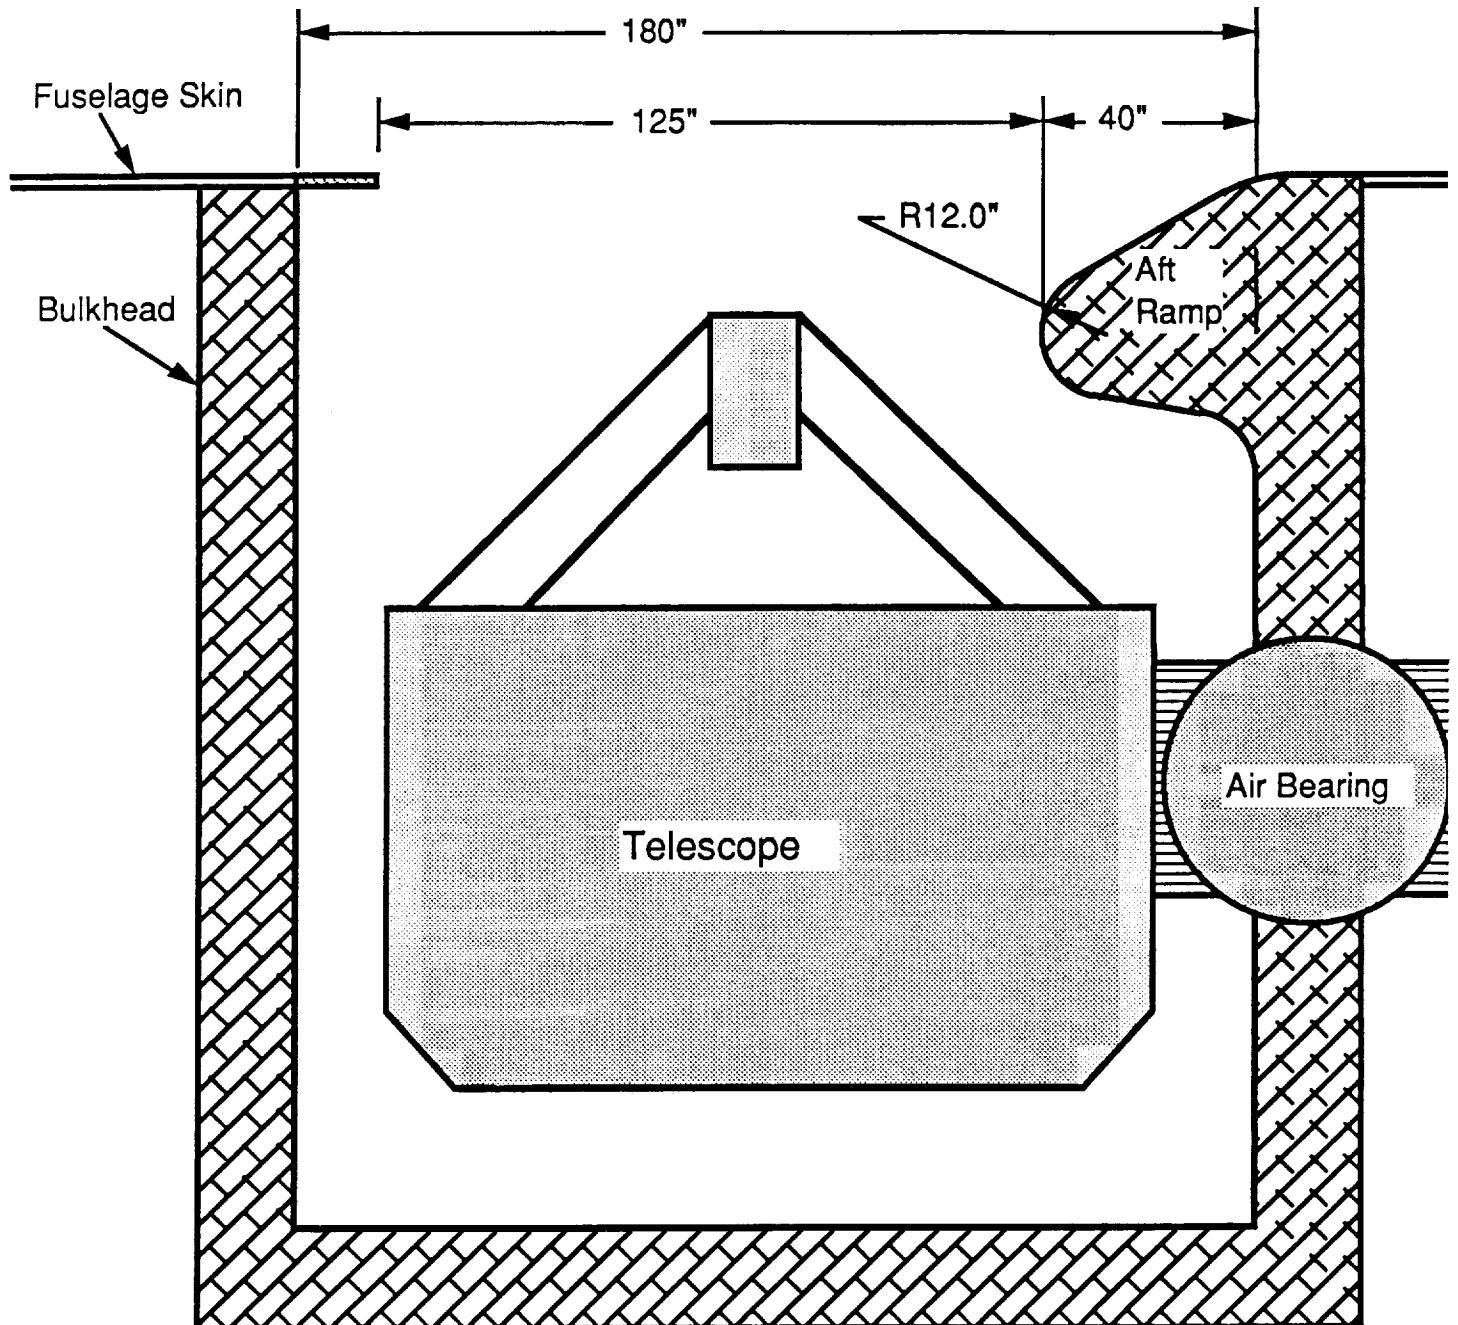 180"
Fuselage Skin
125"
40"
R12.0"
Aft
Ramp
Bulkhead
Air Bearing
Telescope